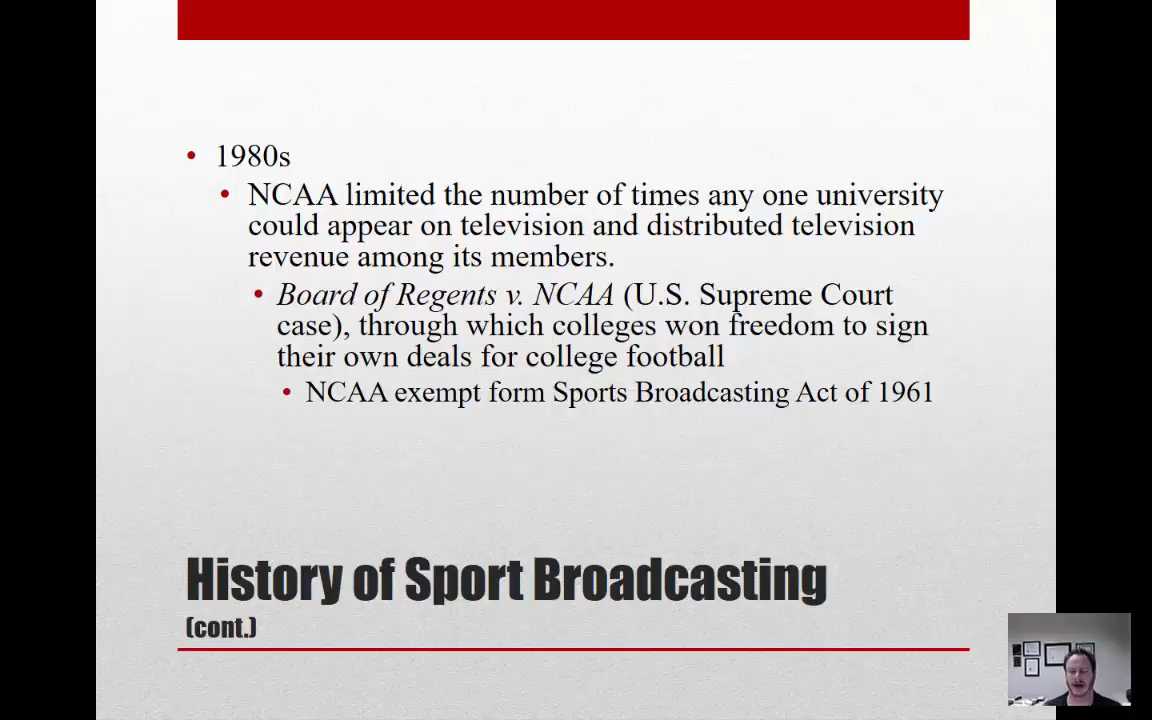 • 1980s
• NCAA limited the number of times any one university
could appear on television and distributed television
revenue among its members.
• Board of Regents v. NCAA (U.S. Supreme Court
case), through which colleges won freedom to sign
their own deals for college football
• NCAA exempt form Sports Broadcasting Act of 1961
History of Sport Broadcasting
(cont.)